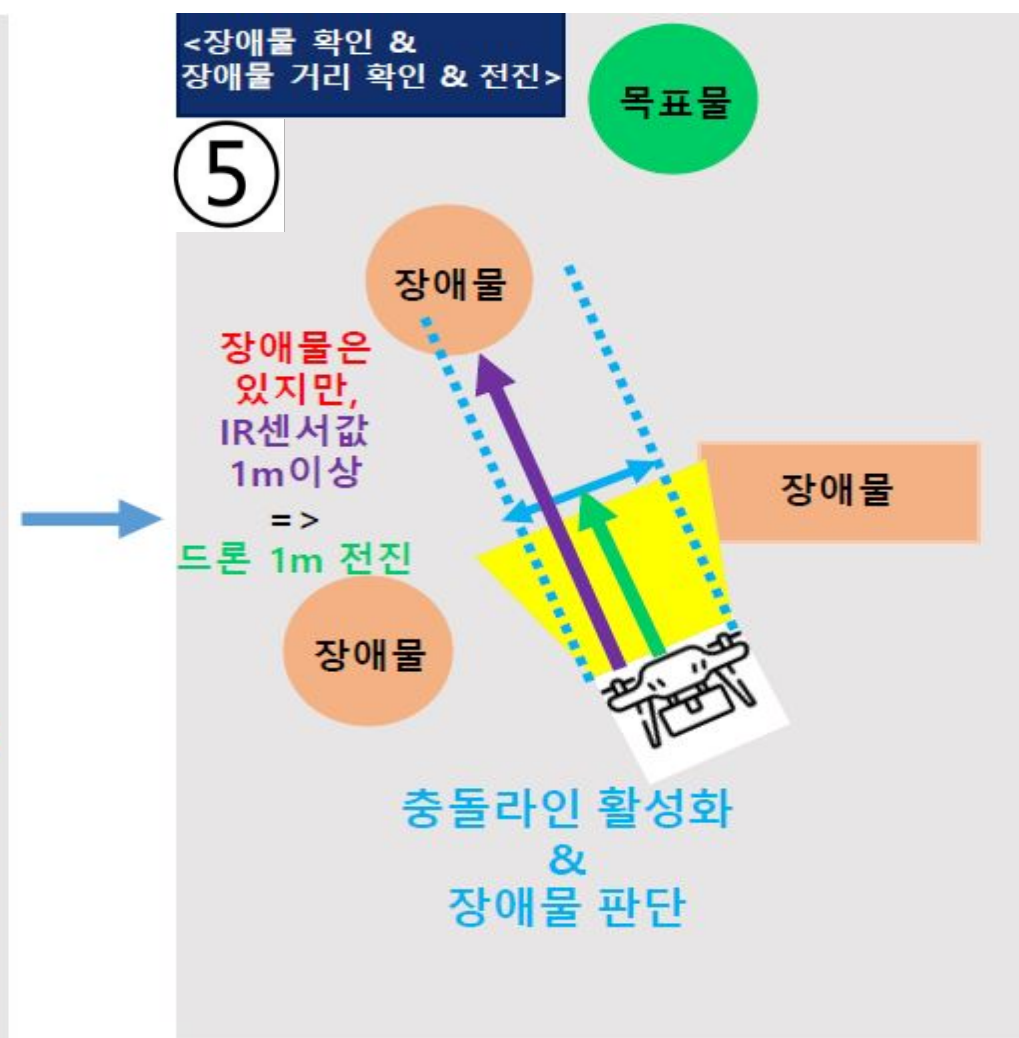 <장애물 확인 &
장애물 거리 확인 & 전진>
목표물
⑤
장애물
장애물은
있지만,
IR센서값
1m이상
=>
드론 1m 전진
장애물
장애물
충돌라인 활성화
&
장애물 판단